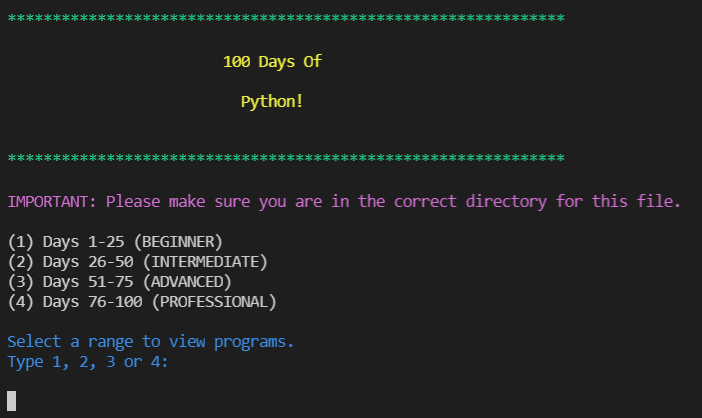 **************************************************************
100 Days Of
Python!
**************************************************************
IMPORTANT: Please make sure you are in the correct directory for this file.
(1) Days 1-25 (BEGINNER)
(2) Days 26-50 (INTERMEDIATE)
(3) Days 51-75 (ADVANCED)
(4) Days 76-100 (PROFESSIONAL)
Select a range to view programs.
Type 1, 2, 3 or 4: